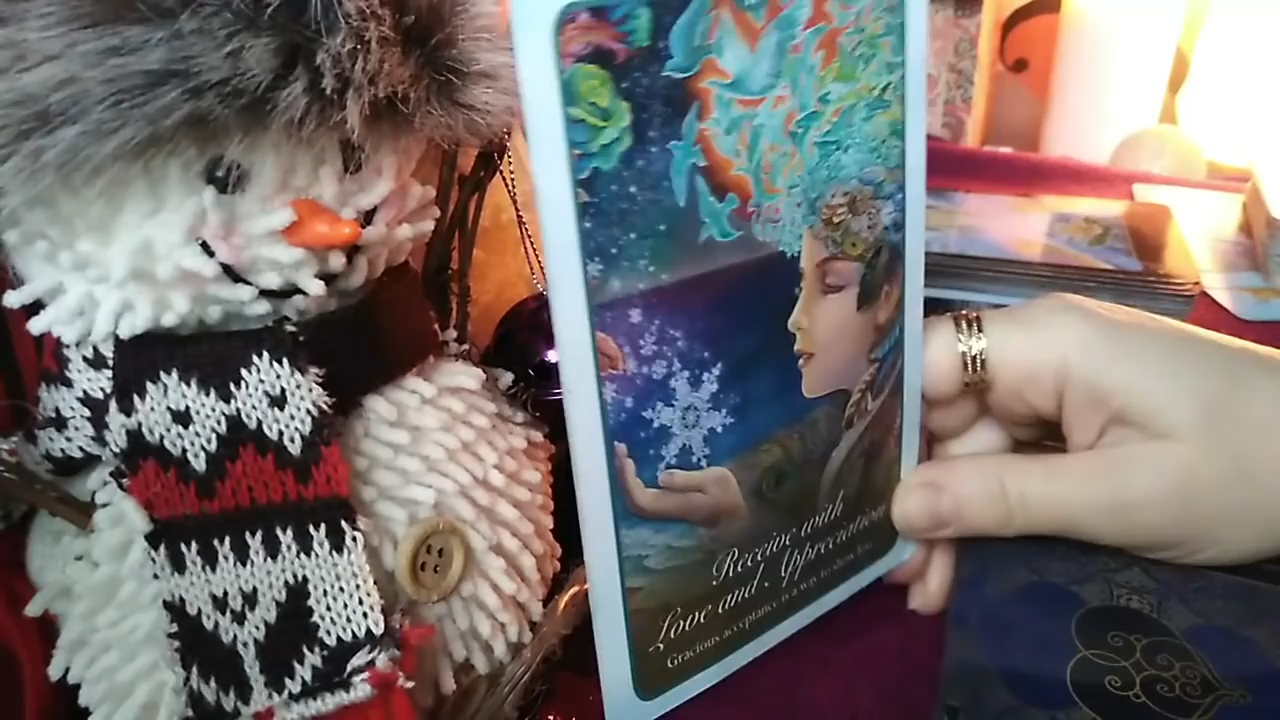 Receive with
Love and Appreciation
Gracious acceptance is a way to show love